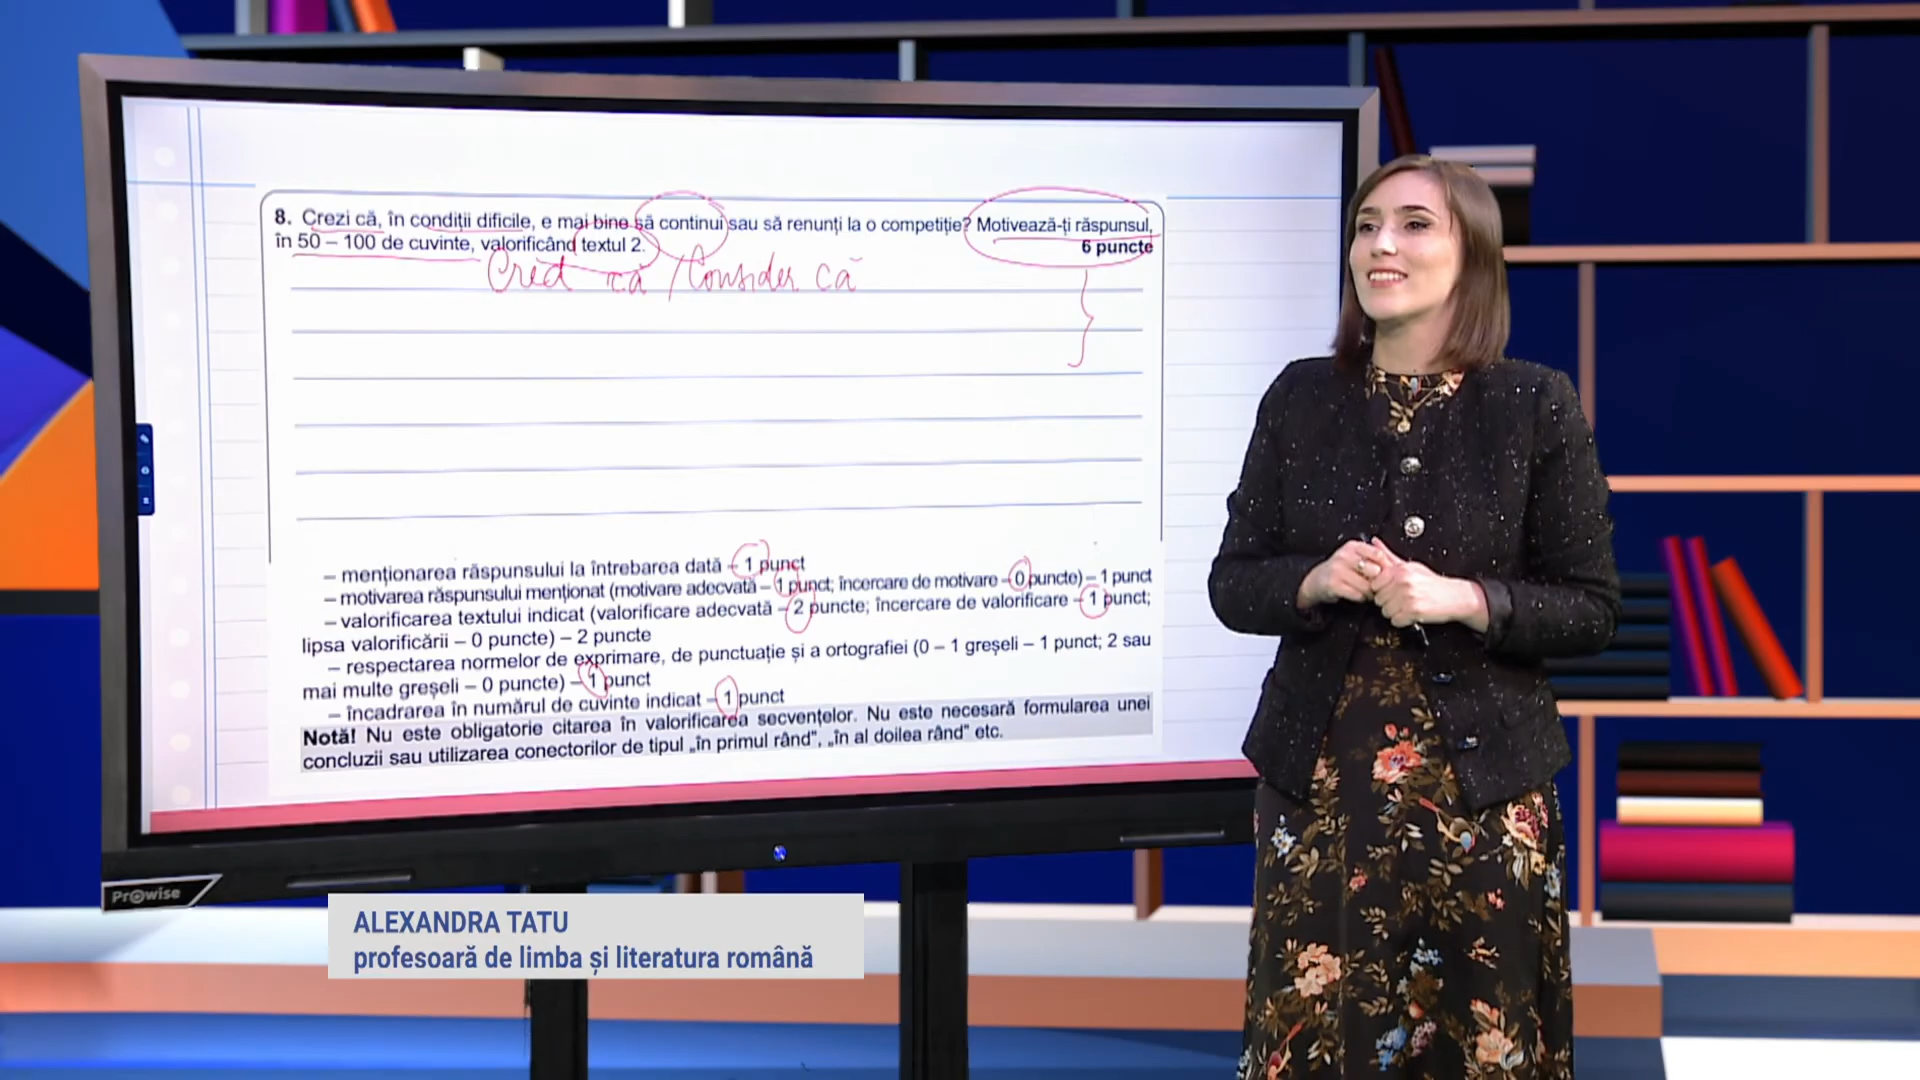 8. Crezi că, în condiții dificile, e mai bine să continui sau să renunți la o competiție? Motivează-ți răspunsul,
în 50 – 100 de cuvinte, valorificând textul 2.
6 puncte
Cred că / Consider că
– menționarea răspunsului la întrebarea dată – 1 punct
– motivarea răspunsului menționat (motivare adecvată – 1 punct; încercare de motivare – 0 puncte) – 1 punct
– valorificarea textului indicat (valorificare adecvată – 2 puncte; încercare de valorificare – 1 punct;
lipsa valorificării – 0 puncte) – 2 puncte
– respectarea normelor de exprimare, de punctuație și a ortografiei (0 – 1 greșeli – 1 punct; 2 sau
mai multe greșeli – 0 puncte) – 1 punct
– încadrarea în numărul de cuvinte indicat – 1 punct
Notă! Nu este obligatorie citarea în valorificarea secvențelor. Nu este necesară formularea unei
concluzii sau utilizarea conectorilor de tipul „în primul rând”, „în al doilea rând” etc.
Prowise
ALEXANDRA TATU
profesoară de limba și literatura română